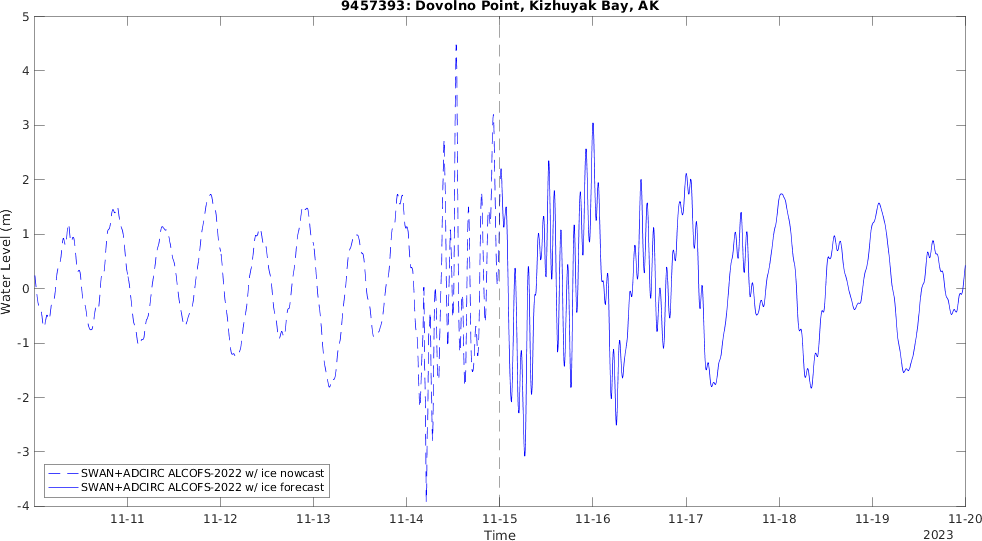 9457393: Dovolno Point, Kizhuyak Bay, AK
Water Level (m)
5
4
3
2
1
0
-1
-2
-3
-4
SWAN+ADCIRC ALCOFS-2022 w/ ice nowcast
SWAN+ADCIRC ALCOFS-2022 w/ ice forecast
11-11 11-12 11-13 11-14 11-15 11-16 11-17 11-18 11-19 11-20
Time
2023